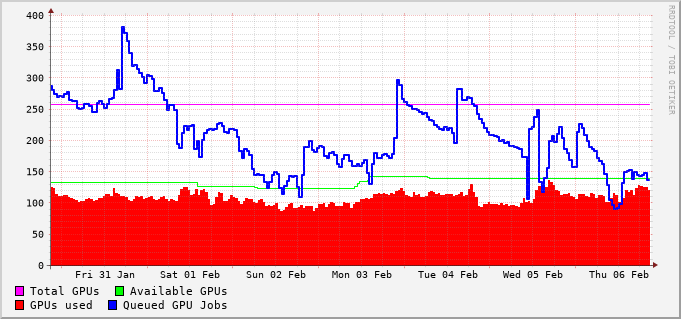 400
350
300
250
200
150
100
50
0
Fri 31 Jan Sat 01 Feb Sun 02 Feb Mon 03 Feb Tue 04 Feb Wed 05 Feb Thu 06 Feb
Total GPUs Available GPUs
GPUs used Queued GPU Jobs
RRDTOOL / TOBI OETIKER